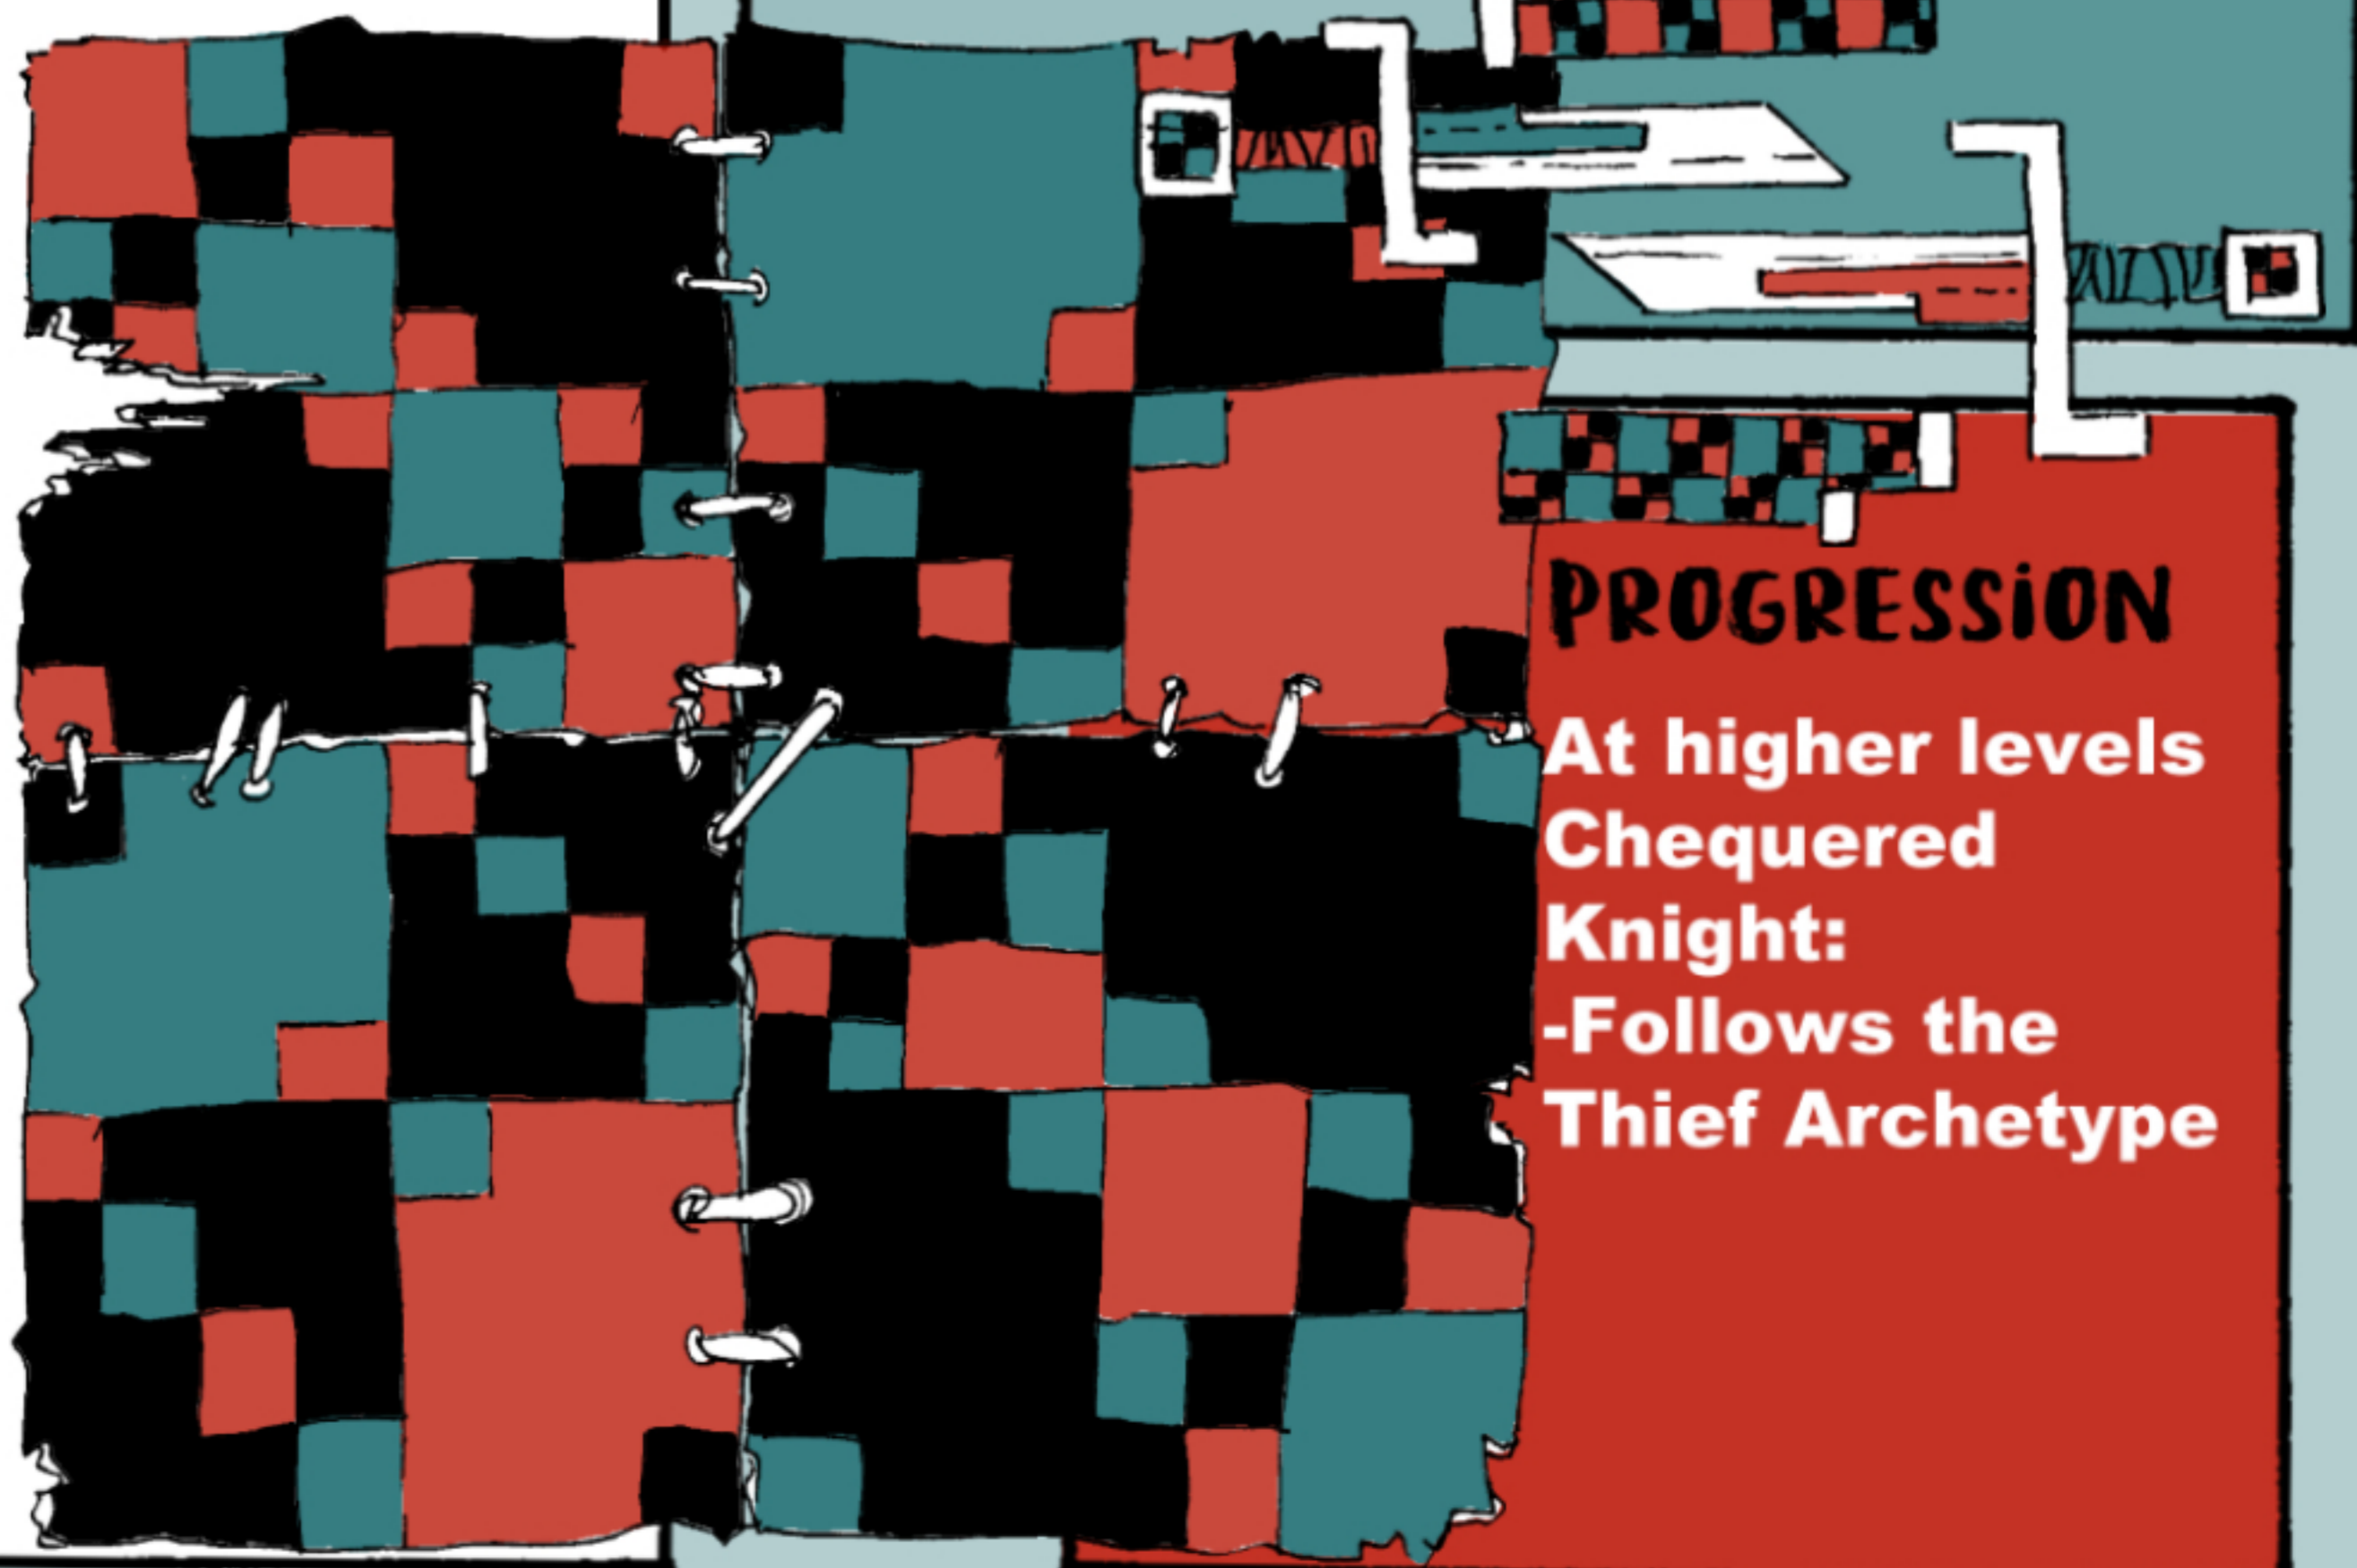 PROGRESSiON
At higher levels
Chequered
Knight:
-Follows the
Thief Archetype